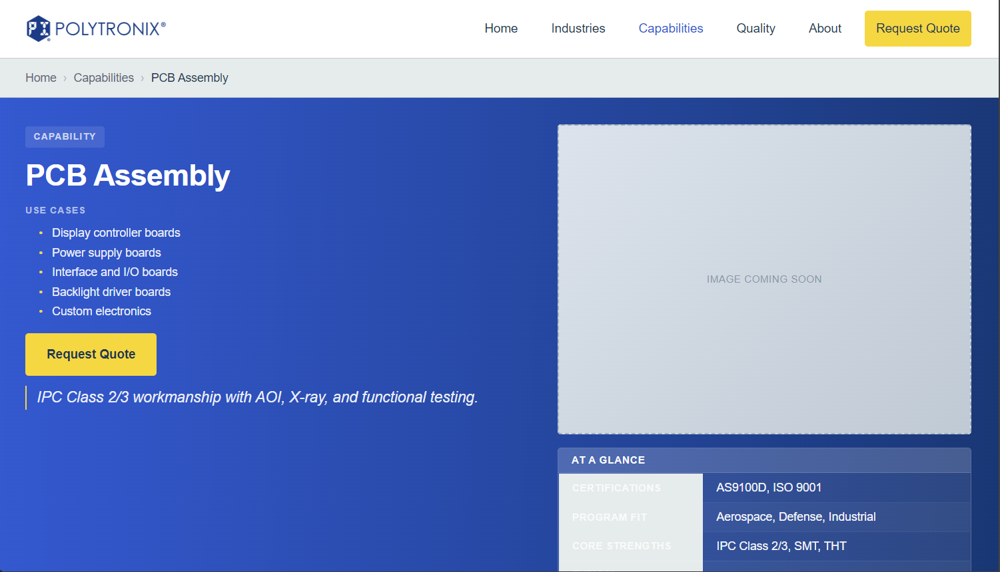 PI POLYTRONIX®
Home Industries Capabilities Quality About Request Quote
Home › Capabilities › PCB Assembly
CAPABILITY
PCB Assembly
USE CASES
• Display controller boards
• Power supply boards
• Interface and I/O boards
• Backlight driver boards
• Custom electronics
Request Quote
IPC Class 2/3 workmanship with AOI, X-ray, and functional testing.
IMAGE COMING SOON
AT A GLANCE
CERTIFICATIONS AS9100D, ISO 9001
PROGRAM FIT Aerospace, Defense, Industrial
CORE STRENGTHS IPC Class 2/3, SMT, THT